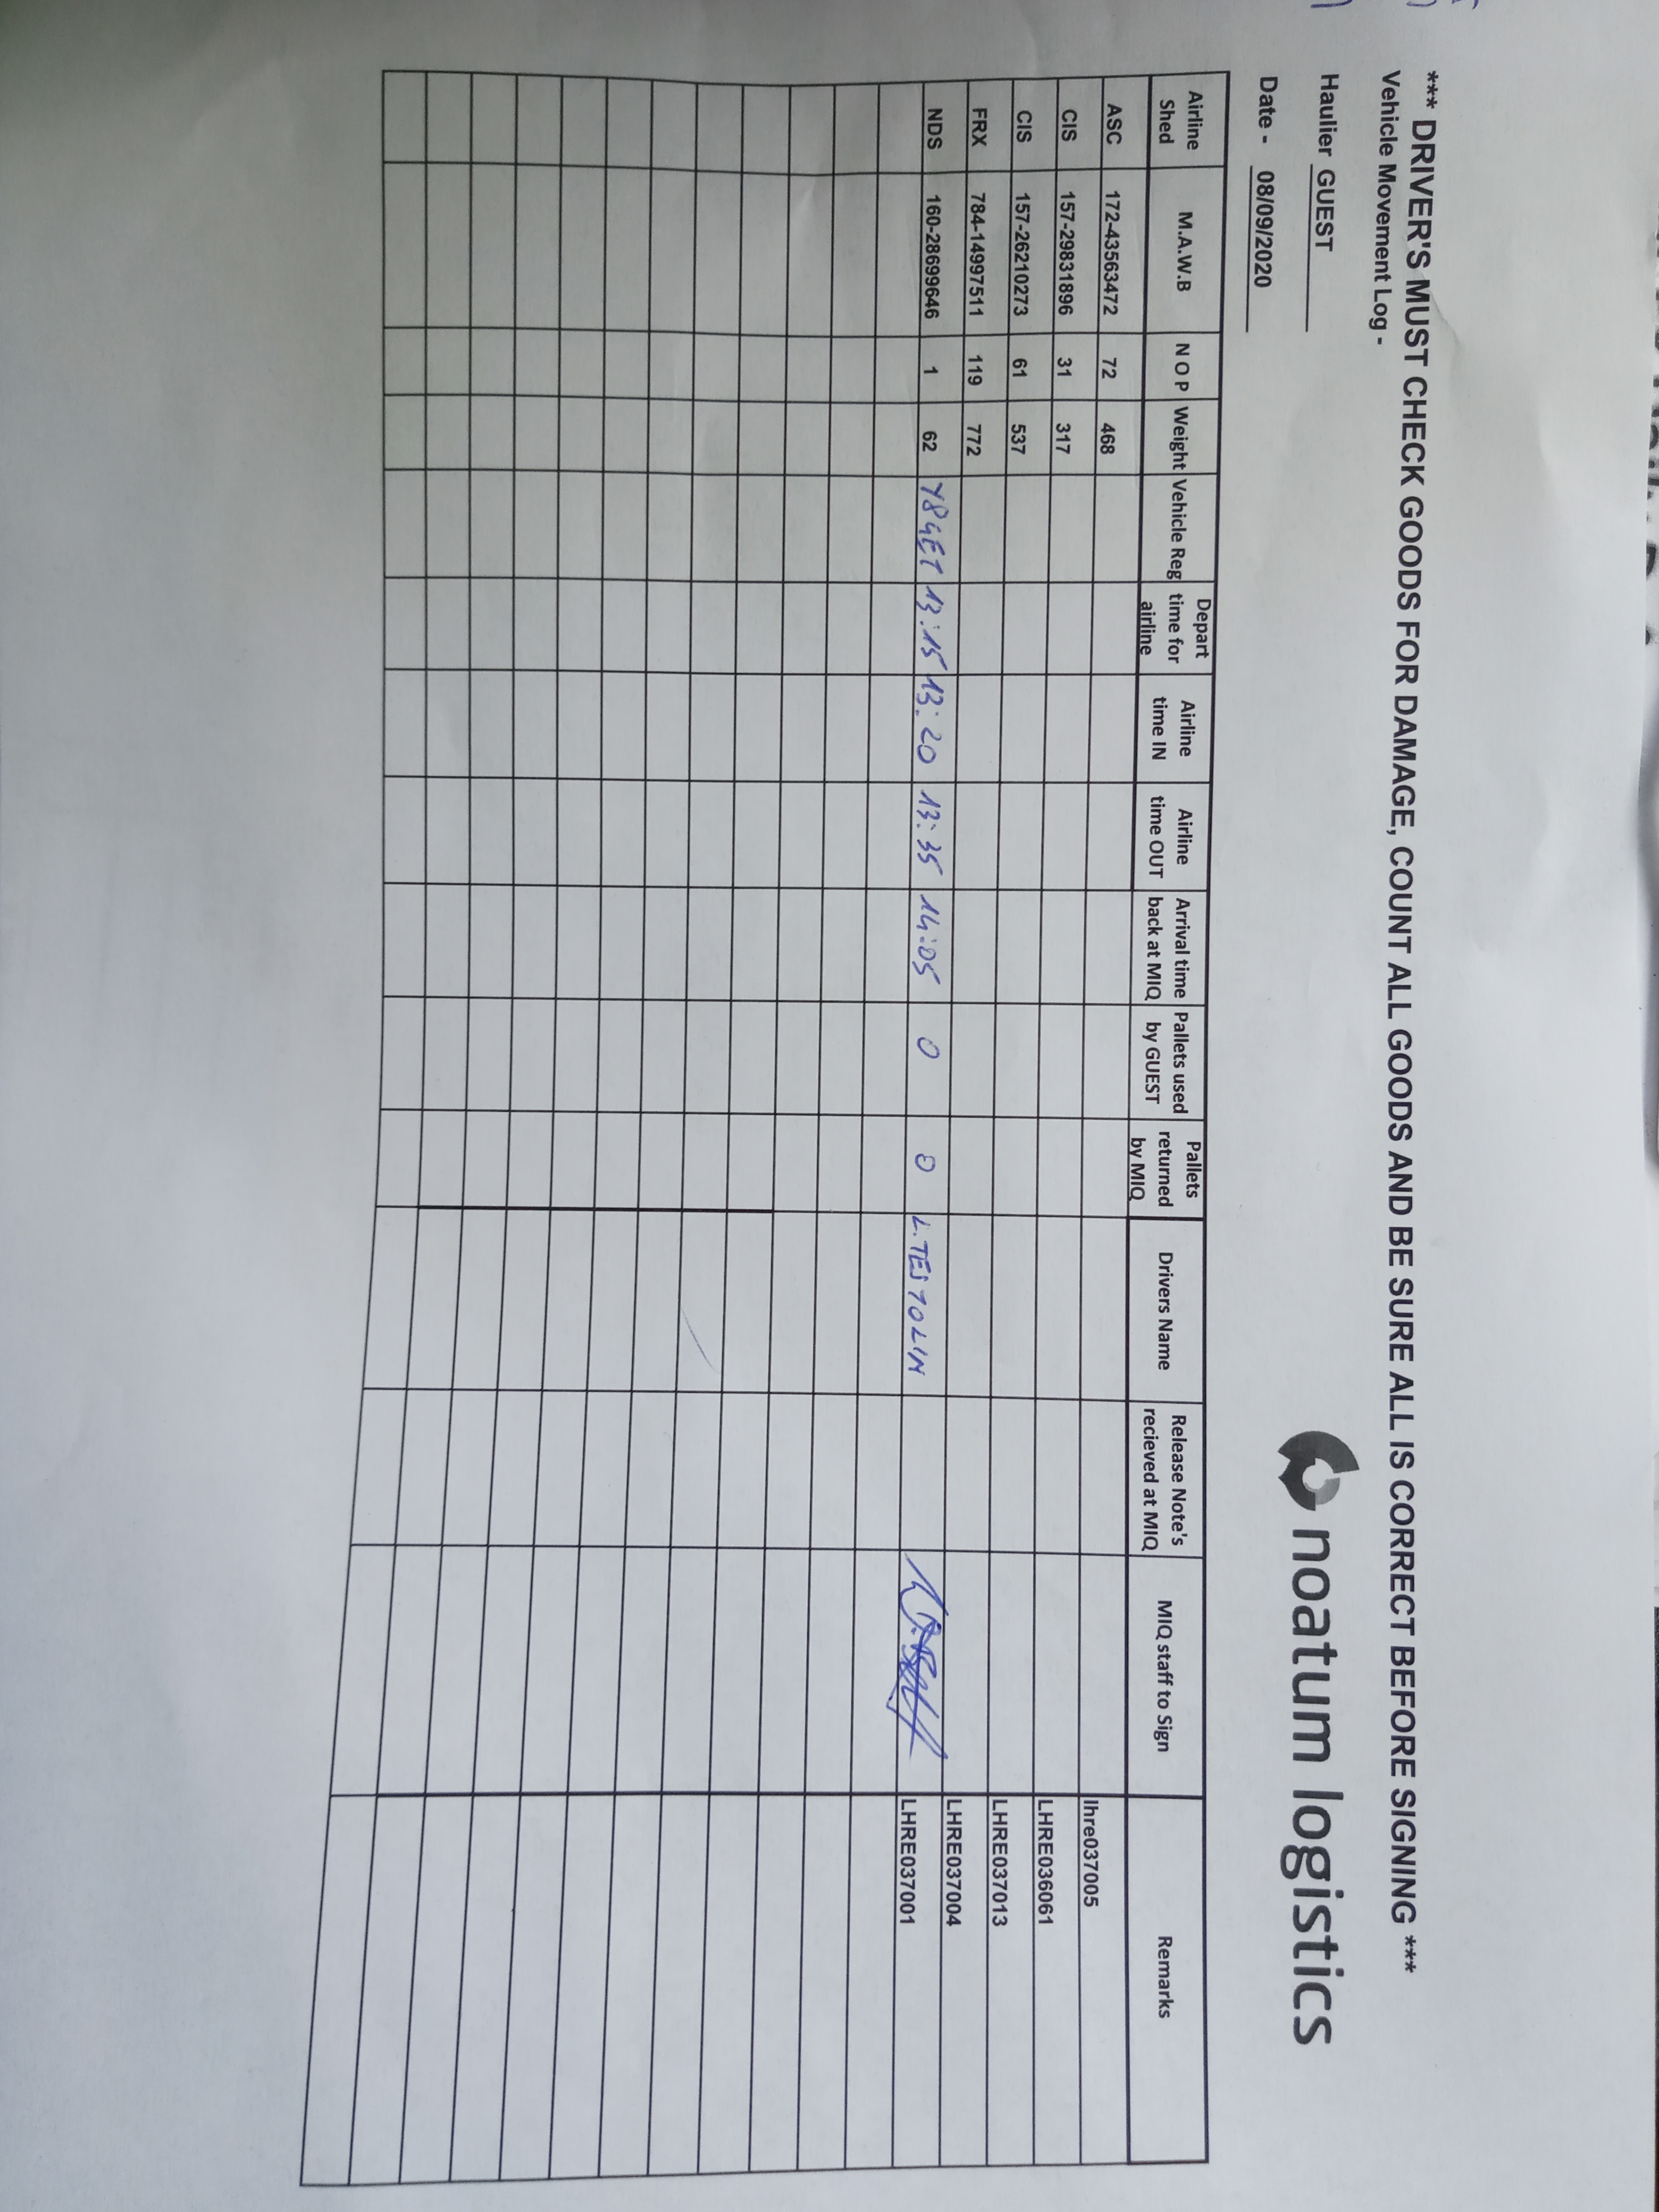 *** DRIVER'S MUST CHECK GOODS FOR DAMAGE, COUNT ALL GOODS AND BE SURE ALL IS CORRECT BEFORE SIGNING ***
Vehicle Movement Log -
Haulier GUEST
noatum logistics
Date - 08/09/2020
Airline Shed M.A.W.B N O P Weight Vehicle Reg Depart time for airline Airline time IN Airline time OUT Arrival time back at MIQ Pallets used by GUEST Pallets returned by MIQ Drivers Name Release Note's recieved at MIQ MIQ staff to Sign Remarks
ASC 172-43563472 72 468 lhre037005
CIS 157-29831896 31 317 LHRE036061
CIS 157-26210273 61 537 LHRE037013
FRX 784-14997511 119 772 LHRE037004
NDS 160-28699646 1 62 Y8GET 13:15 13:20 13:35 14:05 0 0 L.TESTOLIN LHRE037001